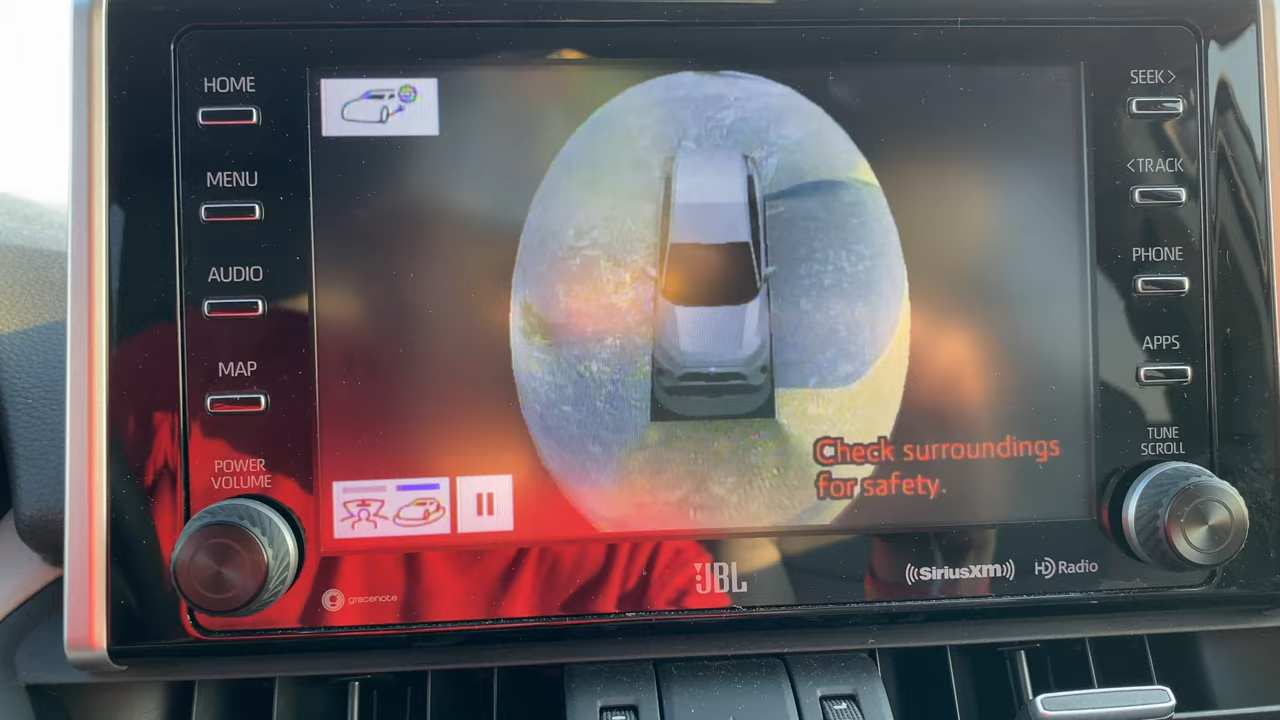 HOME
MENU
AUDIO
MAP
POWER
VOLUME
Check surroundings
for safety.
SEEK >
< TRACK
PHONE
APPS
TUNE
SCROLL
gracenote
JBL
((SiriusXM))
HD Radio